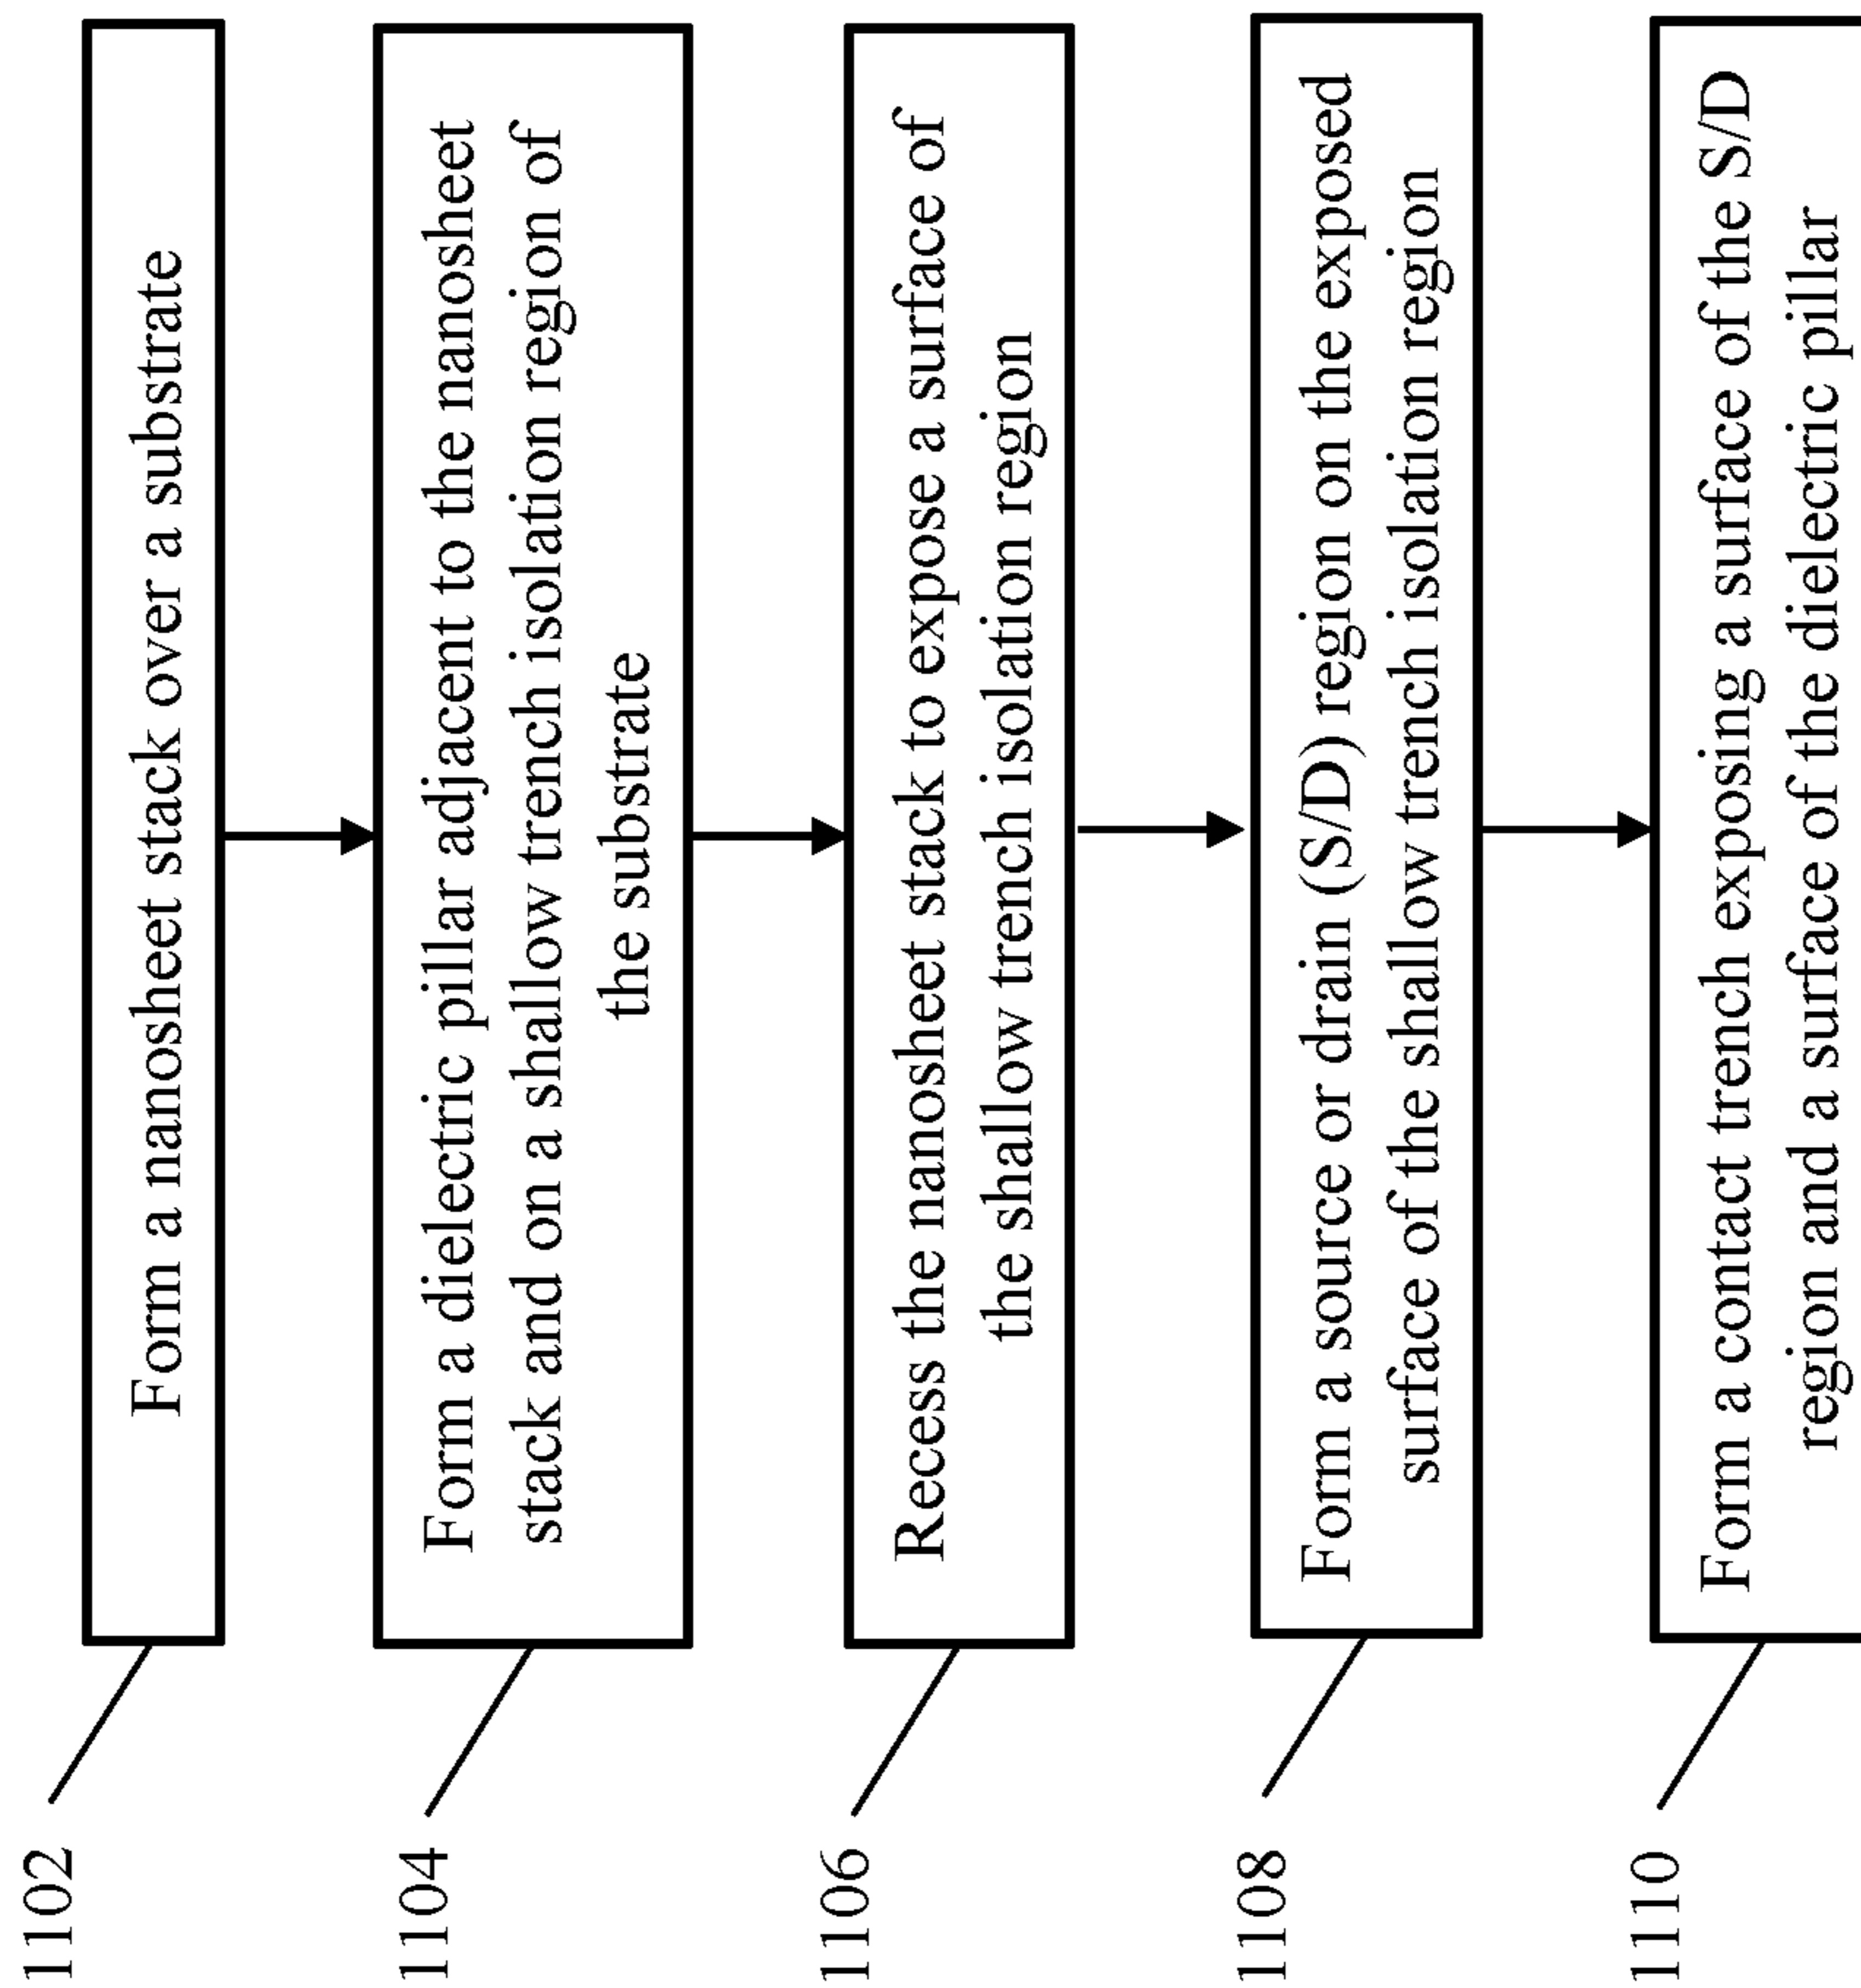 1102
Form a nanosheet stack over a substrate
1104
Form a dielectric pillar adjacent to the nanosheet
stack and on a shallow trench isolation region of
the substrate
1106
Recess the nanosheet stack to expose a surface of
the shallow trench isolation region
1108
Form a source or drain (S/D) region on the exposed
surface of the shallow trench isolation region
1110
Form a contact trench exposing a surface of the S/D
region and a surface of the dielectric pillar